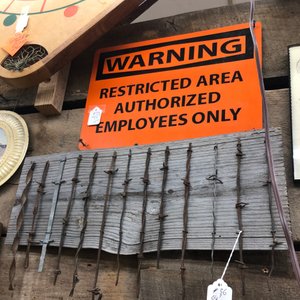 WARNING
RESTRICTED AREA
AUTHORIZED
EMPLOYEES ONLY